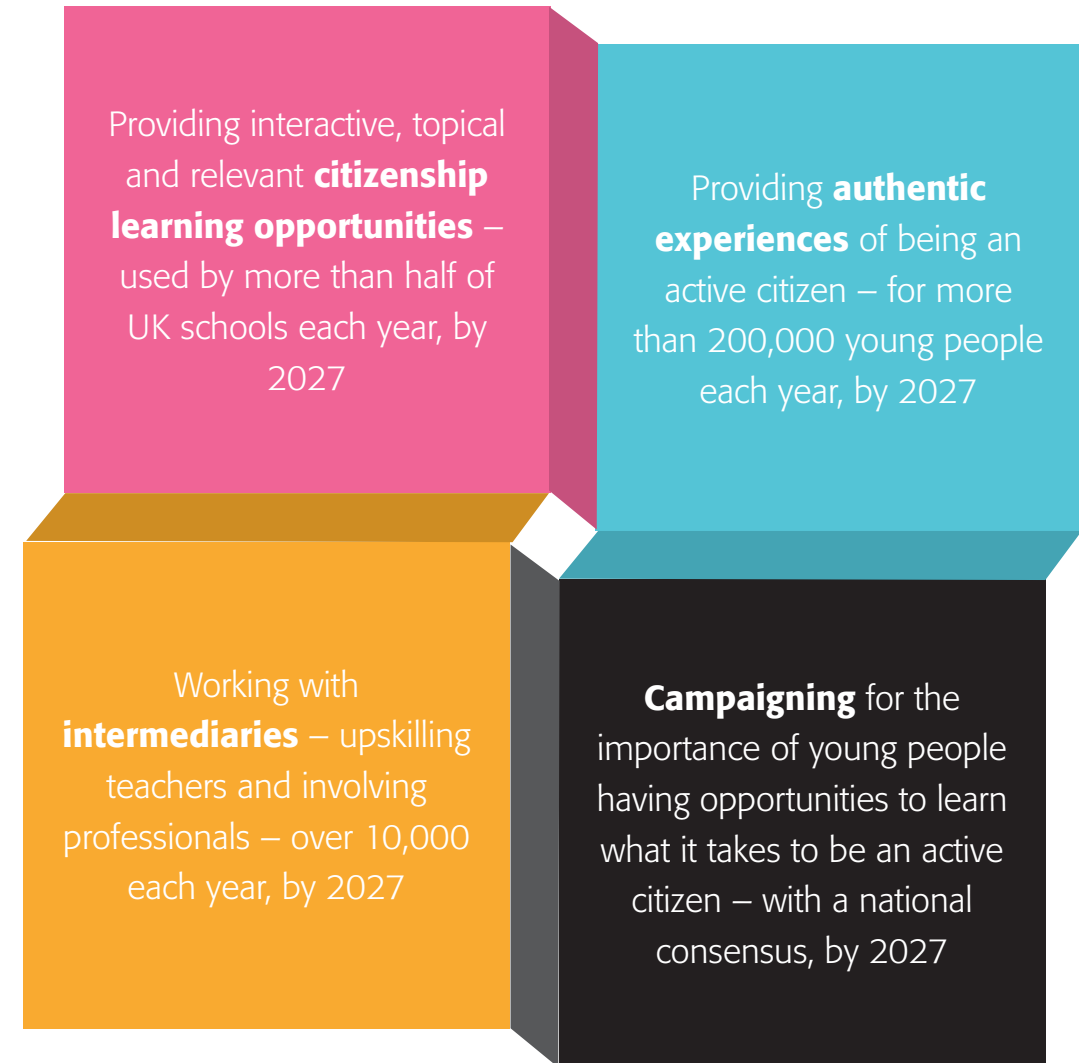 Providing interactive, topical
and relevant citizenship
learning opportunities –
used by more than half of
UK schools each year, by
2027
Providing authentic
experiences of being an
active citizen – for more
than 200,000 young people
each year, by 2027
Working with
intermediaries – upskilling
teachers and involving
professionals – over 10,000
each year, by 2027
Campaigning for the
importance of young people
having opportunities to learn
what it takes to be an active
citizen – with a national
consensus, by 2027